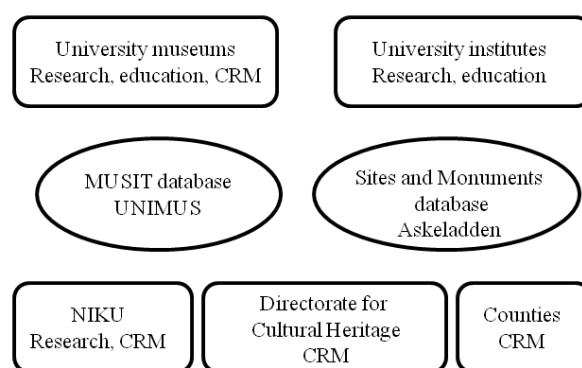 University museums
Research, education, CRM
University institutes
Research, education
MUSIT database
UNIMUS
Sites and Monuments
database
Askeladden
NIKU
Research, CRM
Directorate for
Cultural Heritage
CRM
Counties
CRM